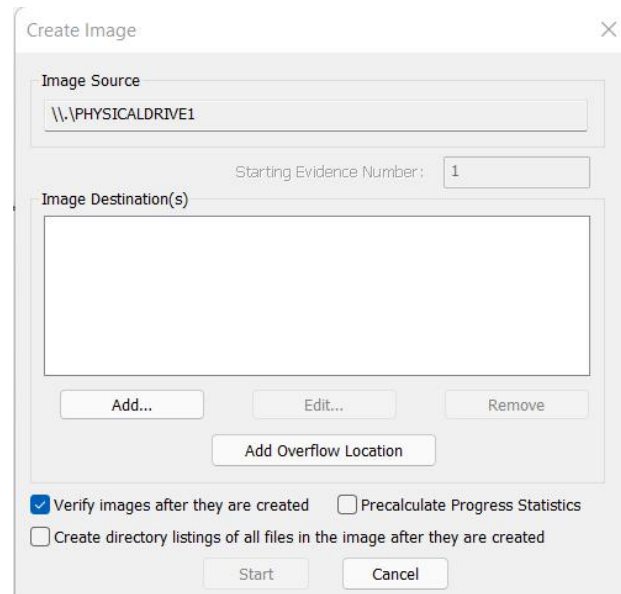 Create Image
Image Source
\\.\PHYSICALDRIVE1
Starting Evidence Number: 1
Image Destination(s)
Add... Edit... Remove
Add Overflow Location
Verify images after they are created Precalculate Progress Statistics
Create directory listings of all files in the image after they are created
Start Cancel